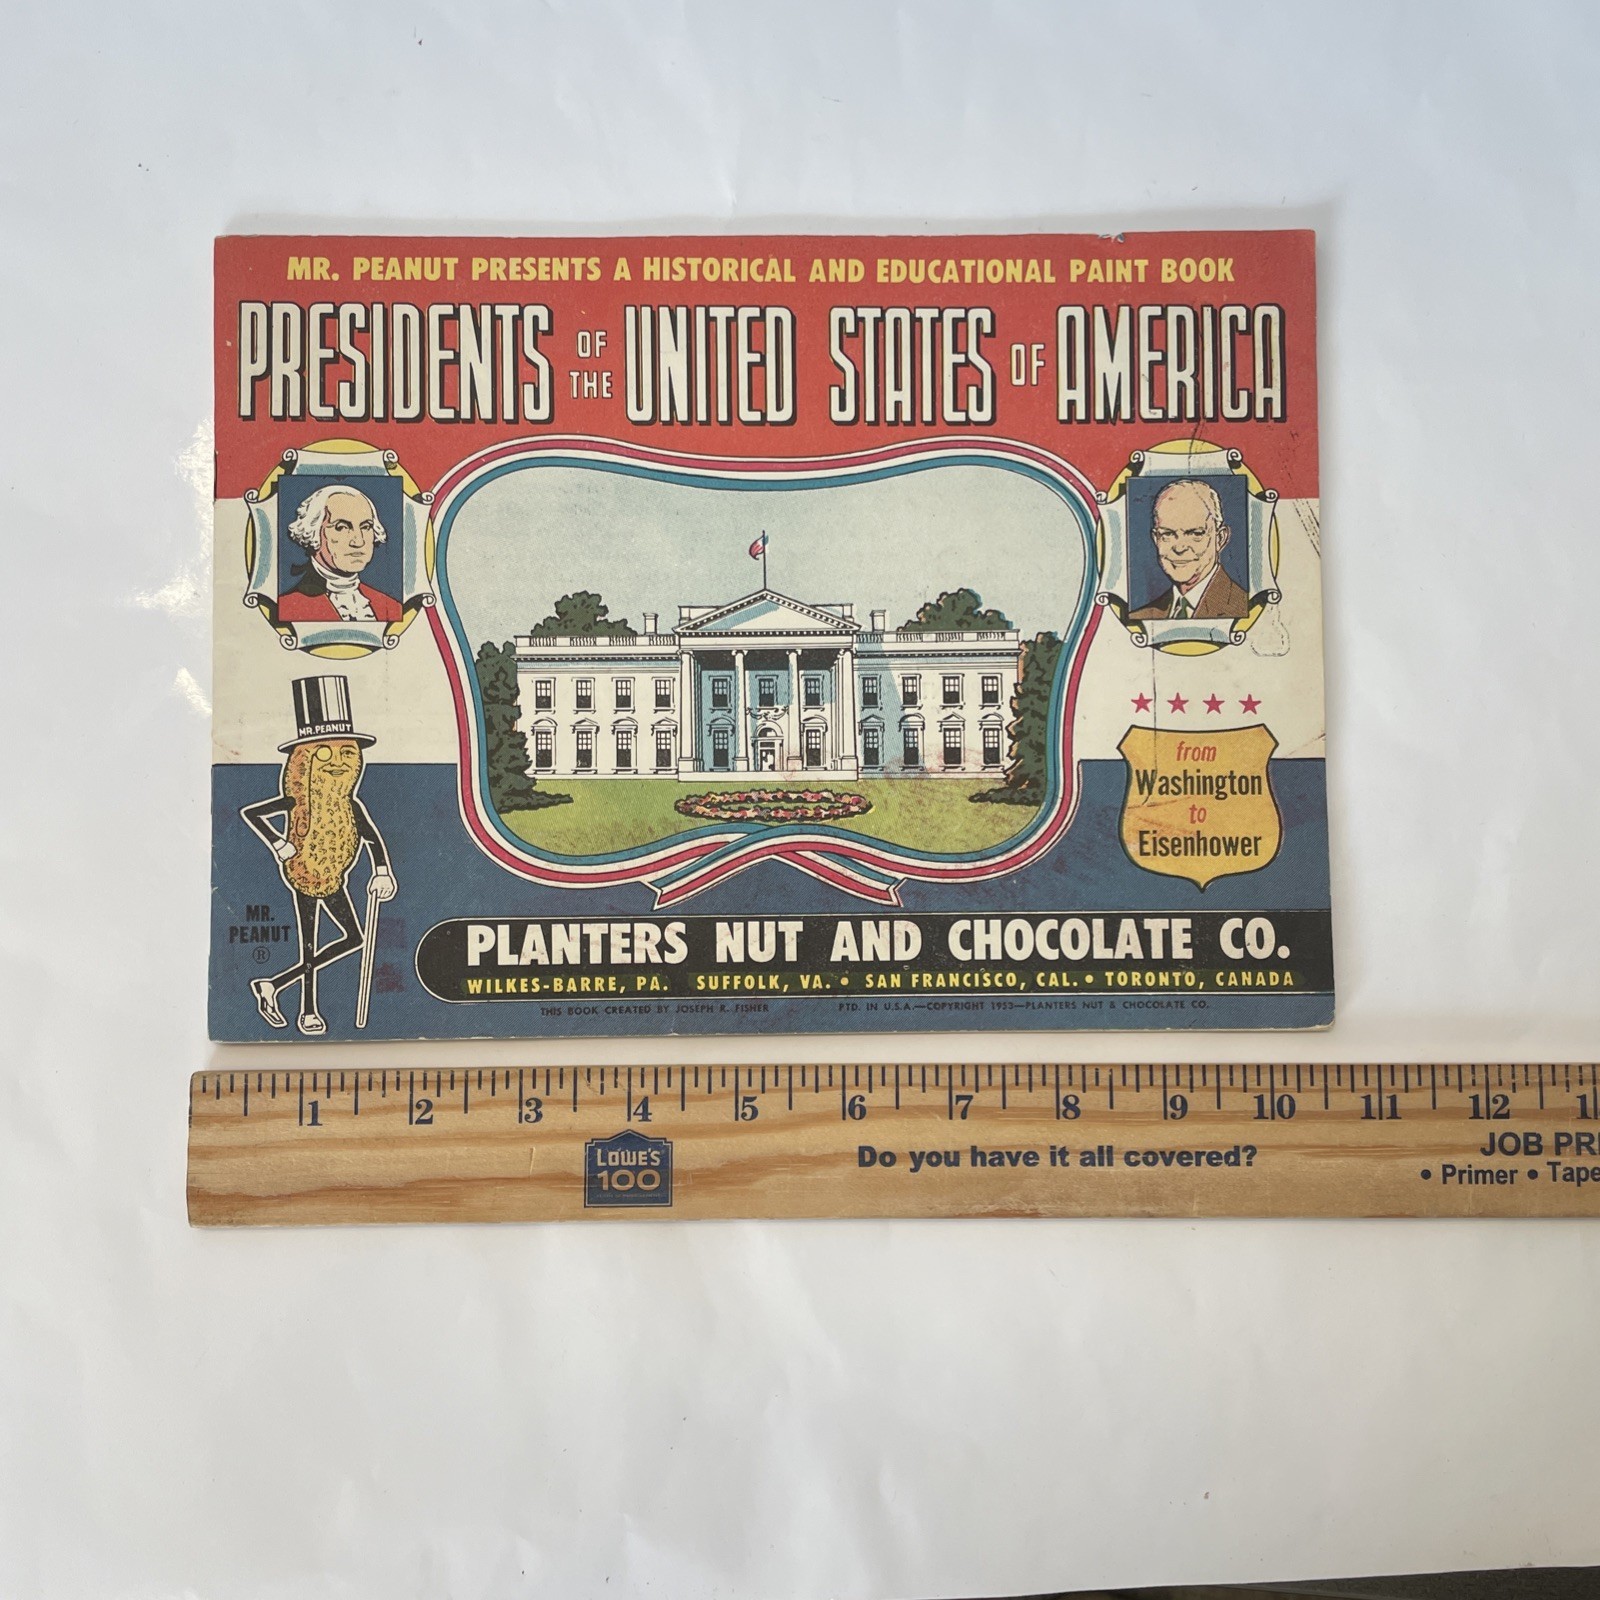 MR. PEANUT PRESENTS A HISTORICAL AND EDUCATIONAL PAINT BOOK
PRESIDENTS OF THE UNITED STATES OF AMERICA
★ ★ ★ ★
from
Washington
to
Eisenhower
MR. PEANUT
MR.
PEANUT
®
PLANTERS NUT AND CHOCOLATE CO.
WILKES-BARRE, PA. SUFFOLK, VA. • SAN FRANCISCO, CAL. • TORONTO, CANADA
THIS BOOK CREATED BY JOSEPH R. FISHER PTD. IN U.S.A.—COPYRIGHT 1953—PLANTERS NUT & CHOCOLATE CO.
1 2 3 4 5 6 7 8 9 10 11 12
LOWE'S
100
Do you have it all covered?
JOB
• Primer •